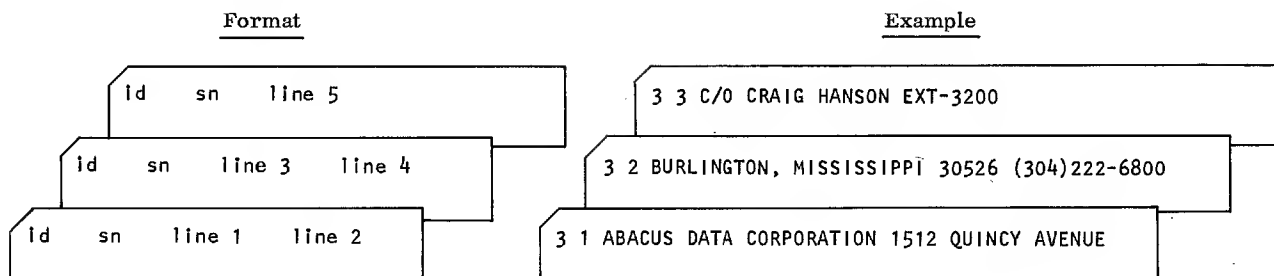 Format Example
id sn line 5 3 3 C/O CRAIG HANSON EXT-3200
id sn line 3 line 4 3 2 BURLINGTON, MISSISSIPPI 30526 (304)222-6800
id sn line 1 line 2 3 1 ABACUS DATA CORPORATION 1512 QUINCY AVENUE